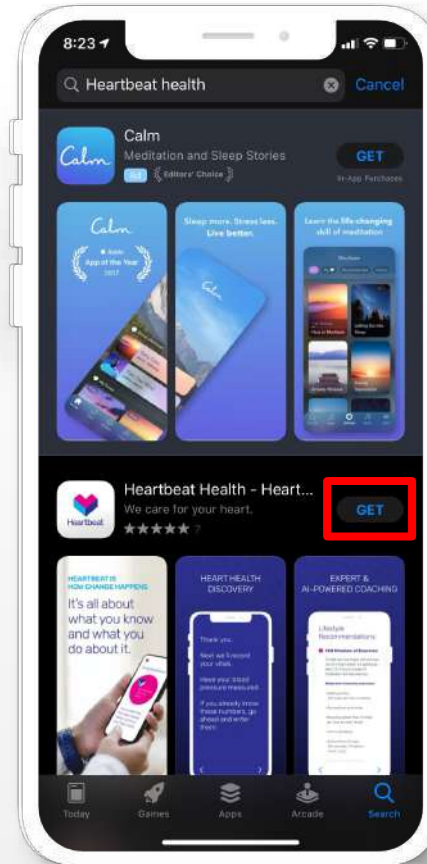 8:23
Heartbeat health
Cancel
Calm
Calm
Meditation and Sleep Stories
GET
Ad
Editors' Choice
In-App Purchases
Calm
Apple
App of the Year
2017
Sleep more. Stress less.
Live better.
Calm
Learn the life-changing
skill of meditation
Heartbeat
Heartbeat Health - Heart...
We care for your heart.
7
GET
HEARTBEAT IS
HOW CHANGE HAPPENS
It's all about
what you know
and what you
do about it.
HEART HEALTH
DISCOVERY
Thank you.
Next we'll record
your vitals.
Have your blood
pressure measured.
If you already know
these numbers, go
ahead and enter
them.
EXPERT &
AI-POWERED COACHING
Lifestyle
Recommendations
Today
Games
Apps
Arcade
Search